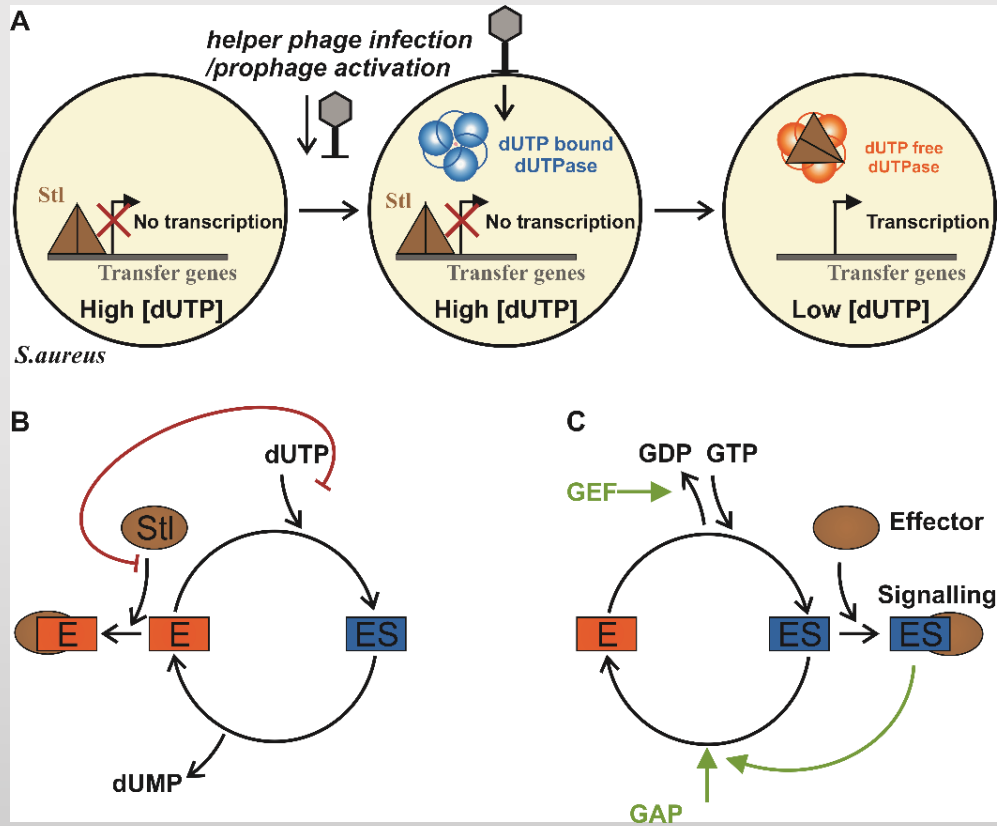 A
helper phage infection
/prophage activation
Stl
No transcription
Transfer genes
High [dUTP]
S.aureus
dUTP bound
dUTPase
Stl
No transcription
Transfer genes
High [dUTP]
dUTP free
dUTPase
Transcription
Transfer genes
Low [dUTP]
B
dUTP
Stl
E
E
ES
dUMP
C
GDP GTP
GEF
Effector
Signalling
E
ES
ES
GAP